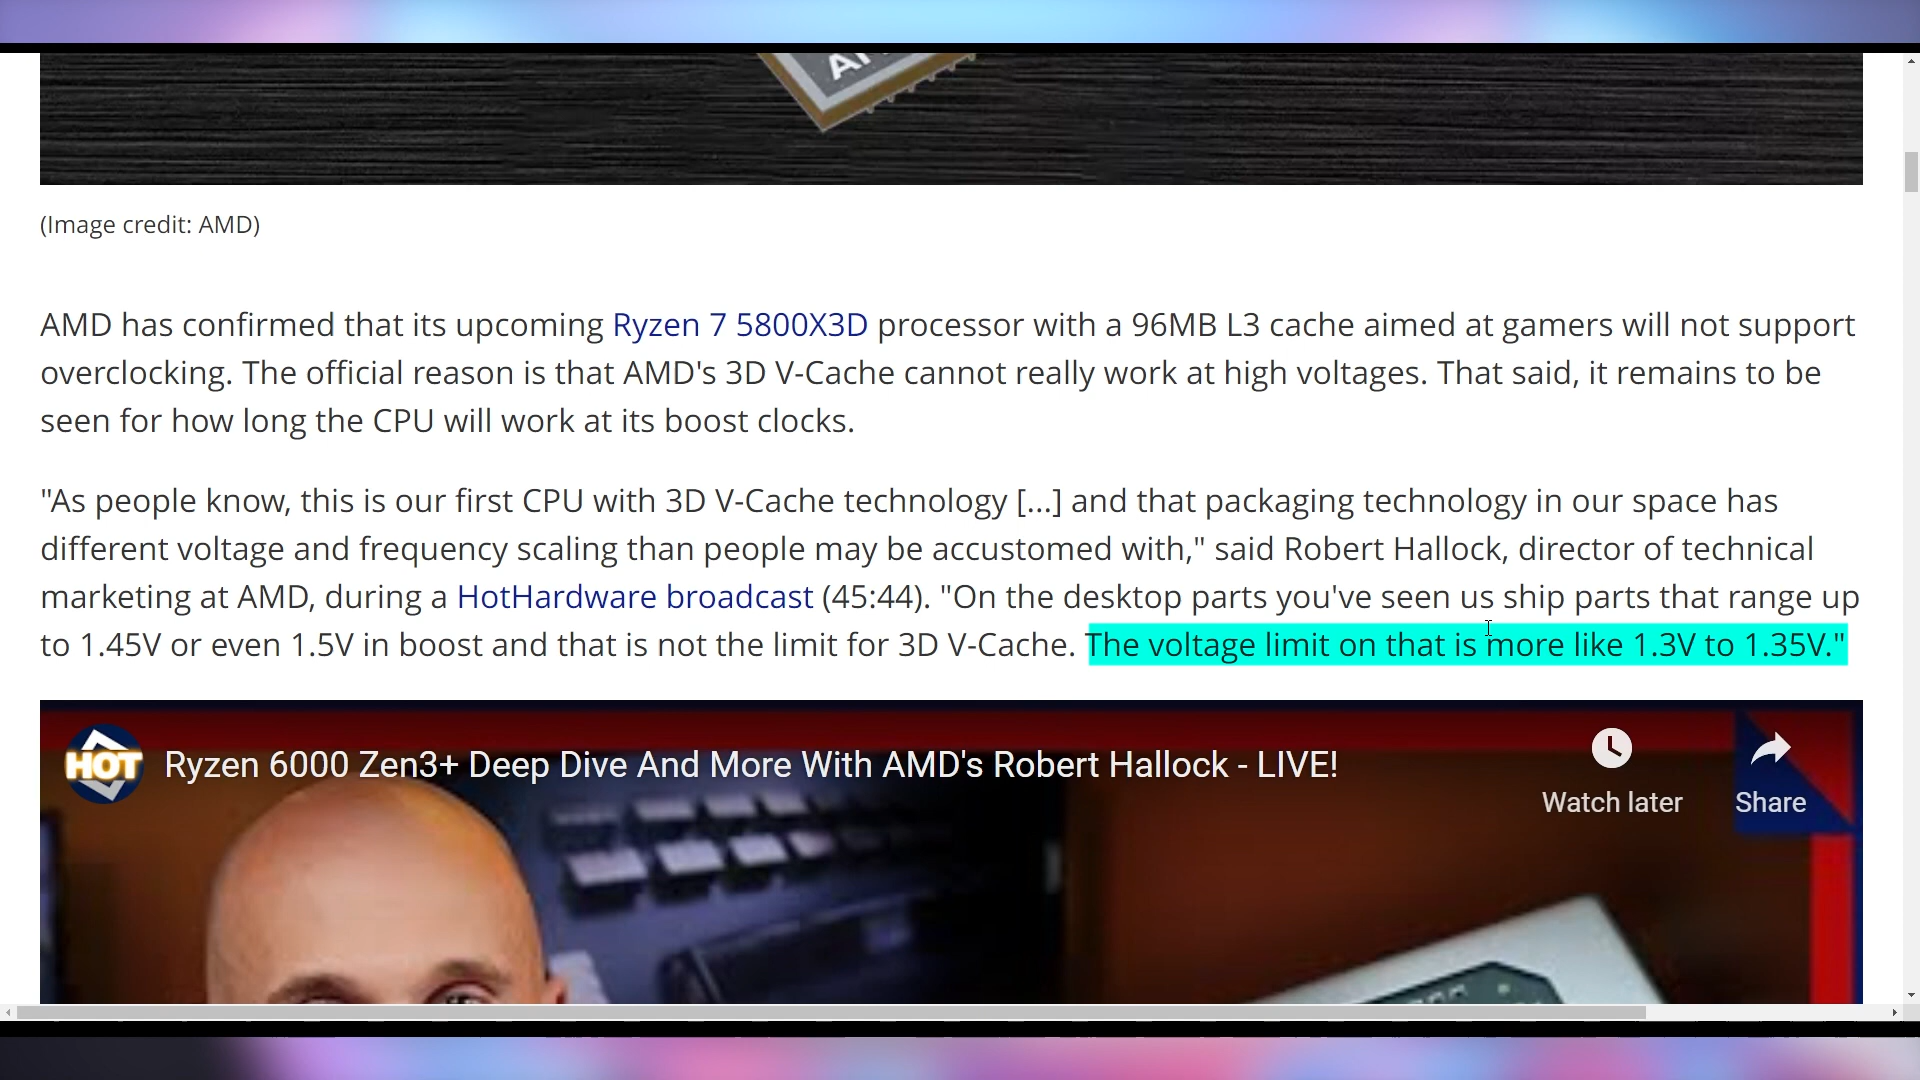 (Image credit: AMD)
AMD has confirmed that its upcoming Ryzen 7 5800X3D processor with a 96MB L3 cache aimed at gamers will not support
overclocking. The official reason is that AMD's 3D V-Cache cannot really work at high voltages. That said, it remains to be
seen for how long the CPU will work at its boost clocks.
"As people know, this is our first CPU with 3D V-Cache technology [...] and that packaging technology in our space has
different voltage and frequency scaling than people may be accustomed with," said Robert Hallock, director of technical
marketing at AMD, during a HotHardware broadcast (45:44). "On the desktop parts you've seen us ship parts that range up
to 1.45V or even 1.5V in boost and that is not the limit for 3D V-Cache. The voltage limit on that is more like 1.3V to 1.35V."
HOT
Ryzen 6000 Zen3+ Deep Dive And More With AMD's Robert Hallock - LIVE!
Watch later
Share